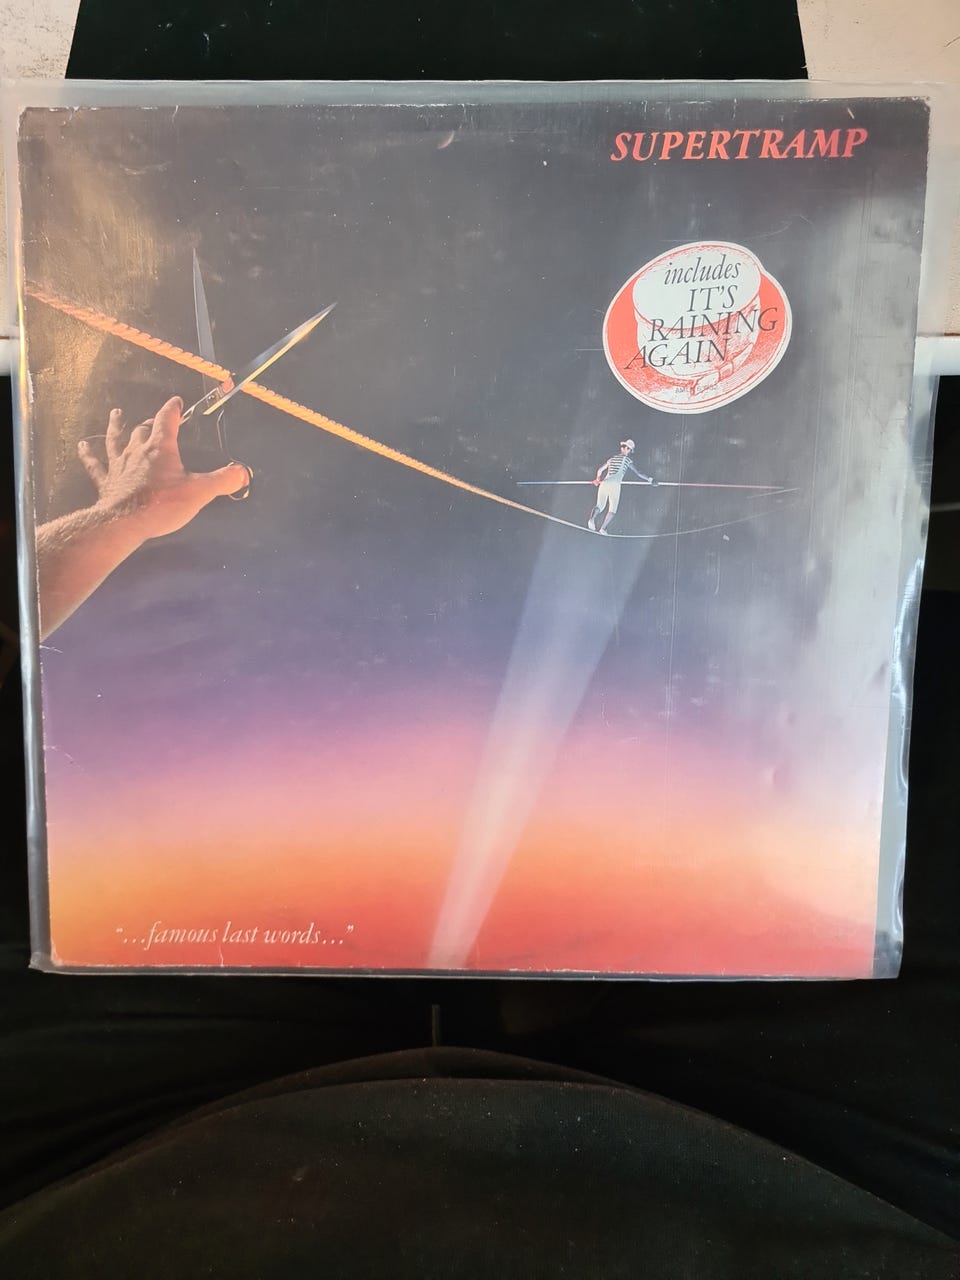 SUPERTRAMP
includes
IT'S
RAINING
AGAIN
"...famous last words..."